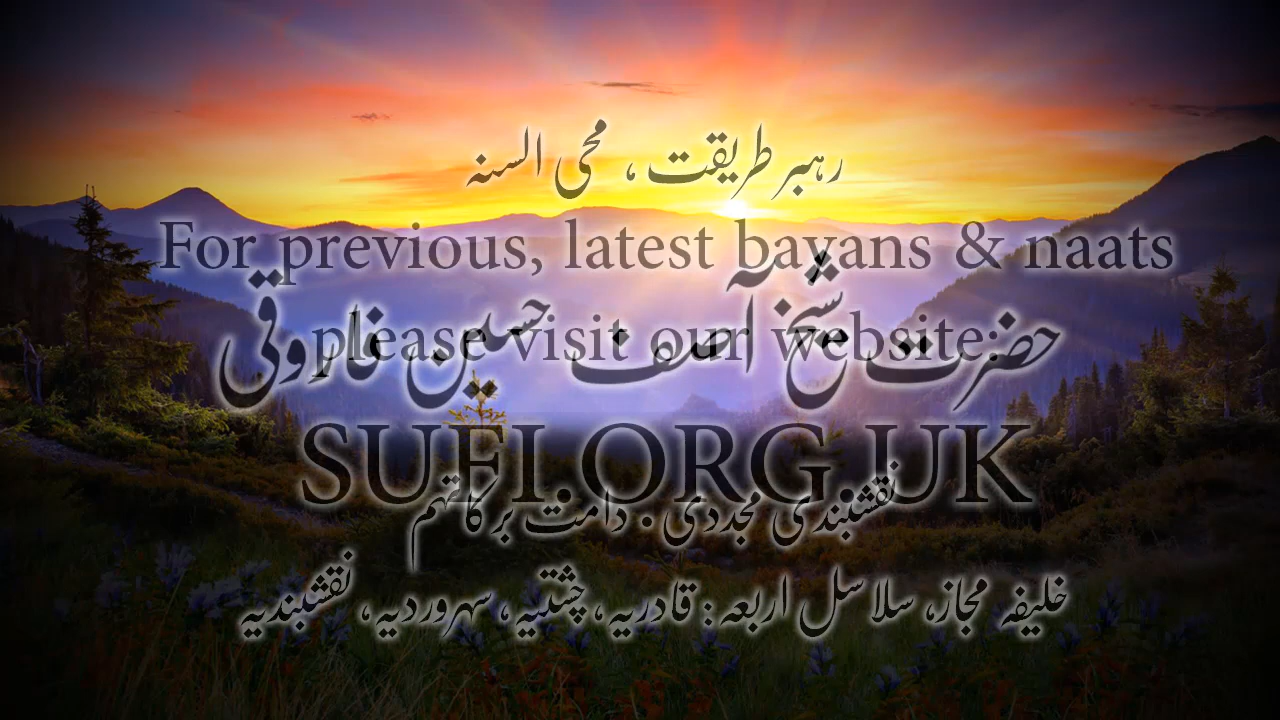 رہبر طریقت، محی السنہ
For previous, latest bayans & naats
حضرت شیخ آصف حسین فاروقی
please visit our website:
SUFI.ORG.UK
نقشبندی مجددی . دامت برکاتہم
خلیفہ مجاز، سلاسل اربعہ: قادریہ، چشتیہ، سہروردیہ، نقشبندیہ